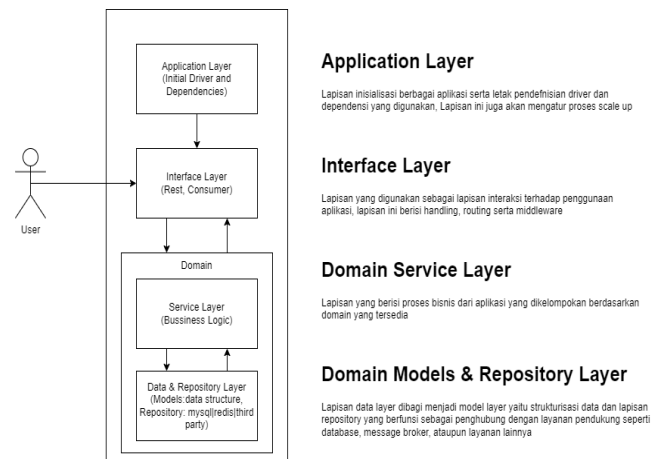 Application Layer
(Initial Driver and
Dependencies)
Interface Layer
(Rest, Consumer)
User
Domain
Service Layer
(Bussiness Logic)
Data & Repository Layer
(Models:data structure,
Repository: mysql|redis|third
party)
Application Layer
Lapisan inisialisasi berbagai aplikasi serta letak pendefnisian driver dan
dependensi yang digunakan, Lapisan ini juga akan mengatur proses scale up
Interface Layer
Lapisan yang digunakan sebagai lapisan interaksi terhadap penggunaan
aplikasi, lapisan ini berisi handling, routing serta middleware
Domain Service Layer
Lapisan yang berisi proses bisnis dari aplikasi yang dikelompokan berdasarkan
domain yang tersedia
Domain Models & Repository Layer
Lapisan data layer dibagi menjadi model layer yaitu strukturisasi data dan lapisan
repository yang berfunsi sebagai penghubung dengan layanan pendukung seperti
database, message broker, ataupun layanan lainnya